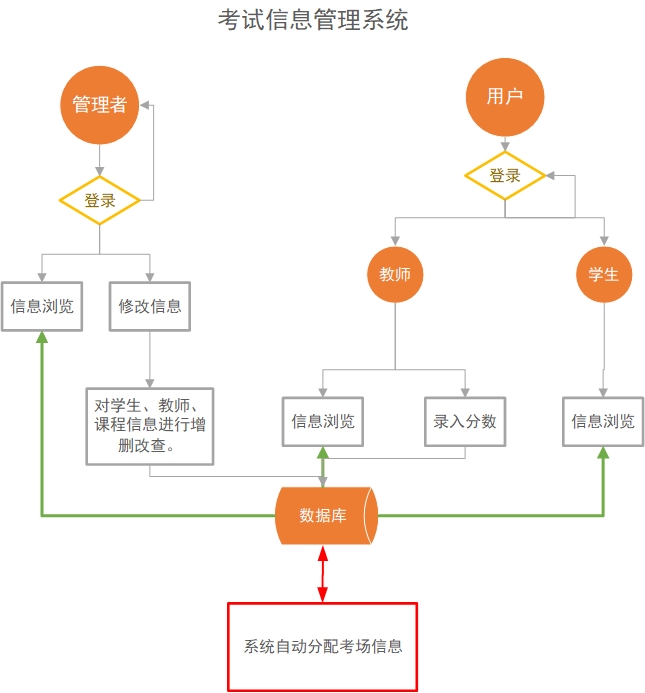 考试信息管理系统
管理者
用户
登录
登录
教师
学生
信息浏览
修改信息
对学生、教师、
课程信息进行增
删改查。
信息浏览
录入分数
信息浏览
数据库
系统自动分配考场信息